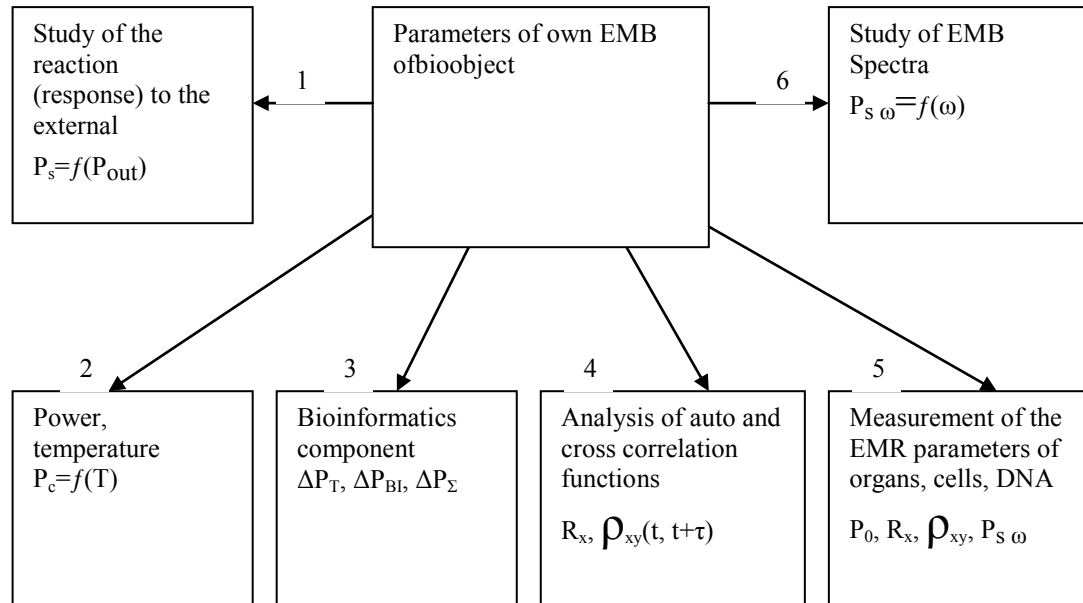 Study of the
reaction
(response) to the
external
Pₛ=f(Pout)
1
Parameters of own EMB
ofbioobject
6
Study of EMB
Spectra
PS ω=f(ω)
2
Power,
temperature
Pc=f(T)
3
Bioinformatics
component
ΔPT, ΔPBI, ΔPΣ
4
Analysis of auto and
cross correlation
functions
Rₓ, ρxy(t, t+τ)
5
Measurement of the
EMR parameters of
organs, cells, DNA
P₀, Rₓ, ρxy, PS ω